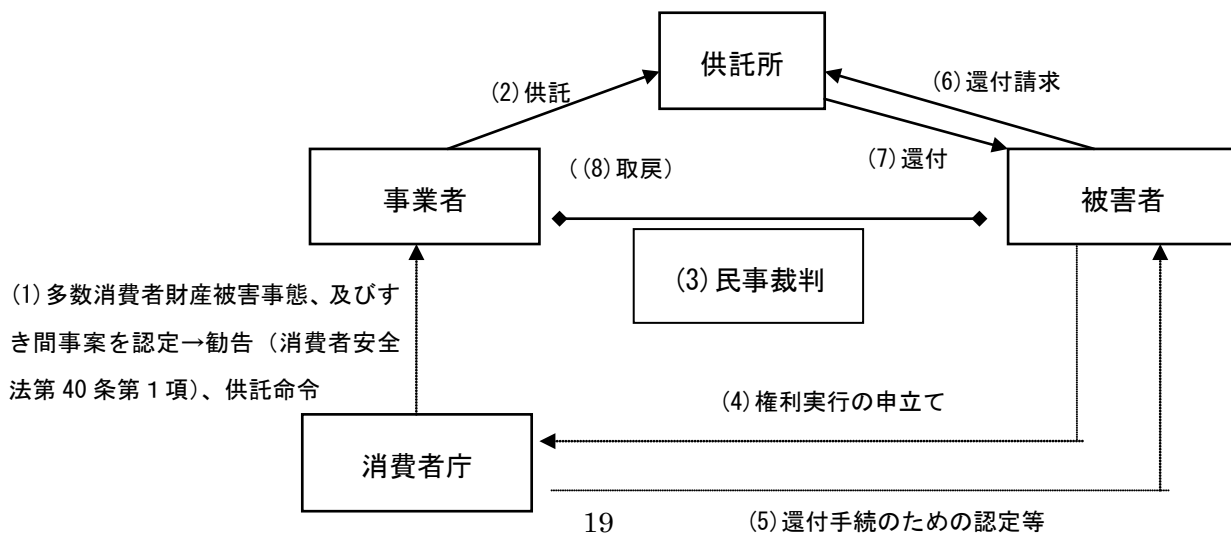 供託所
(2)供託
(6)還付請求
(7)還付
事業者
((8)取戻)
被害者
(3)民事裁判
(1)多数消費者財産被害事態、及びす
き間事案を認定→勧告（消費者安全
法第 40 条第１項）、供託命令
(4)権利実行の申立て
消費者庁
(5)還付手続のための認定等
19